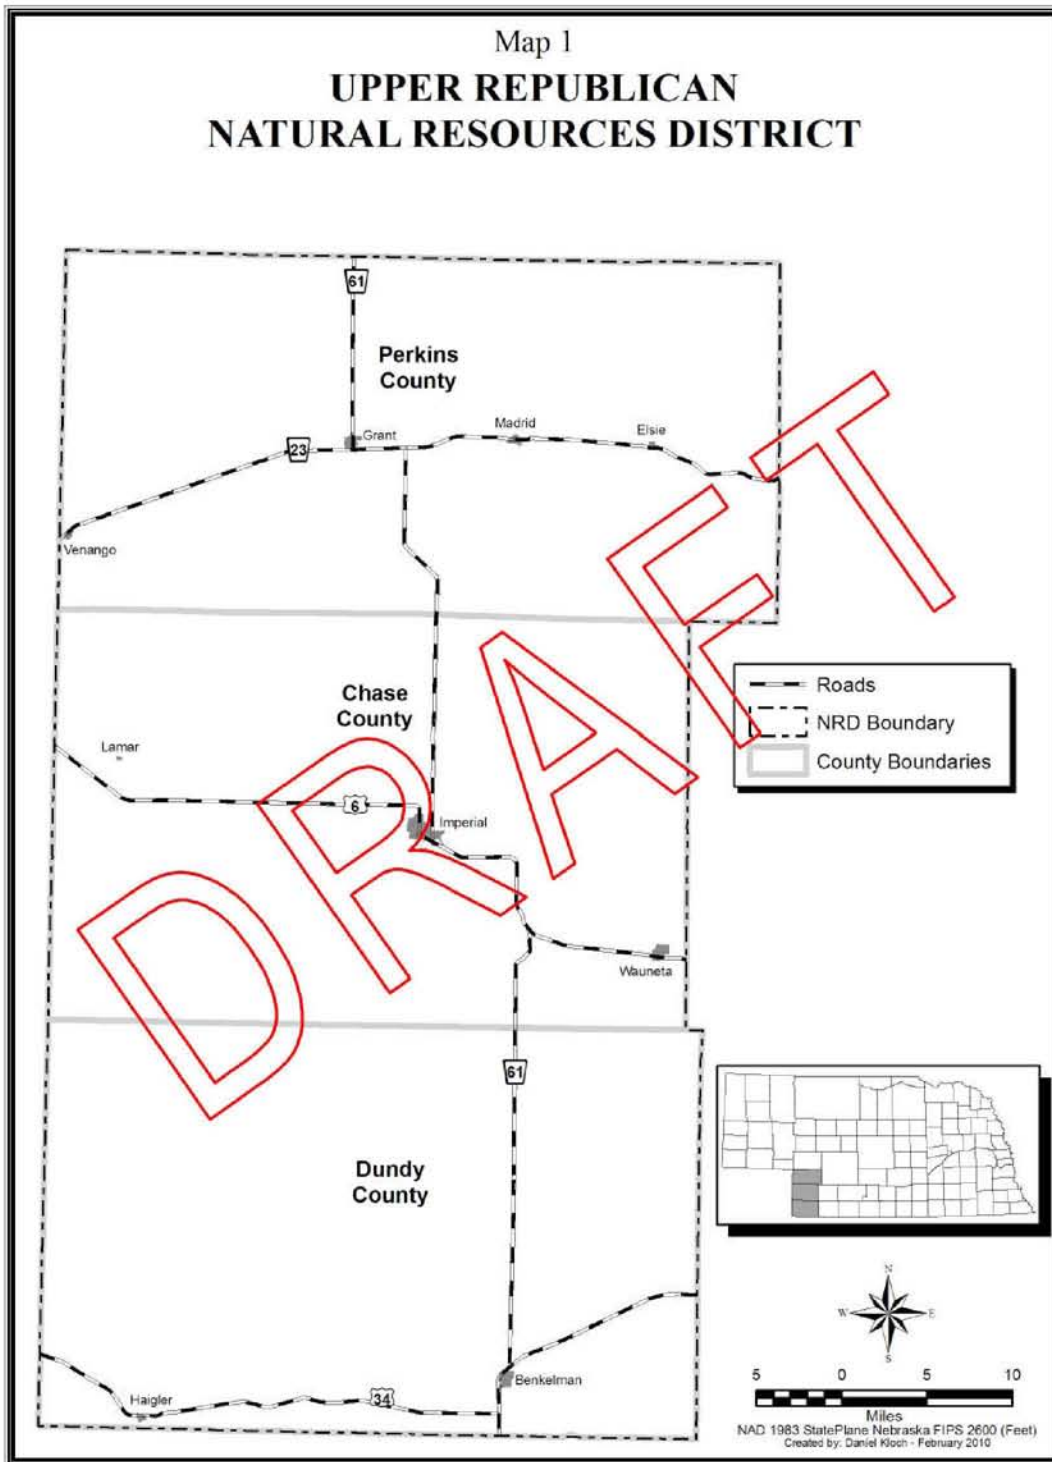 Map 1
UPPER REPUBLICAN
NATURAL RESOURCES DISTRICT
61
Perkins
County
Grant
Madrid
Elsie
23
Venango
DRAFT
Chase
County
Roads
NRD Boundary
County Boundaries
Lamar
6
Imperial
Wauneta
61
Dundy
County
N
W
E
S
Haigler
34
Benkelman
5
0
5
10
Miles
NAD 1983 StatePlane Nebraska FIPS 2600 (Feet)
Created by: Daniel Kloch - February 2010